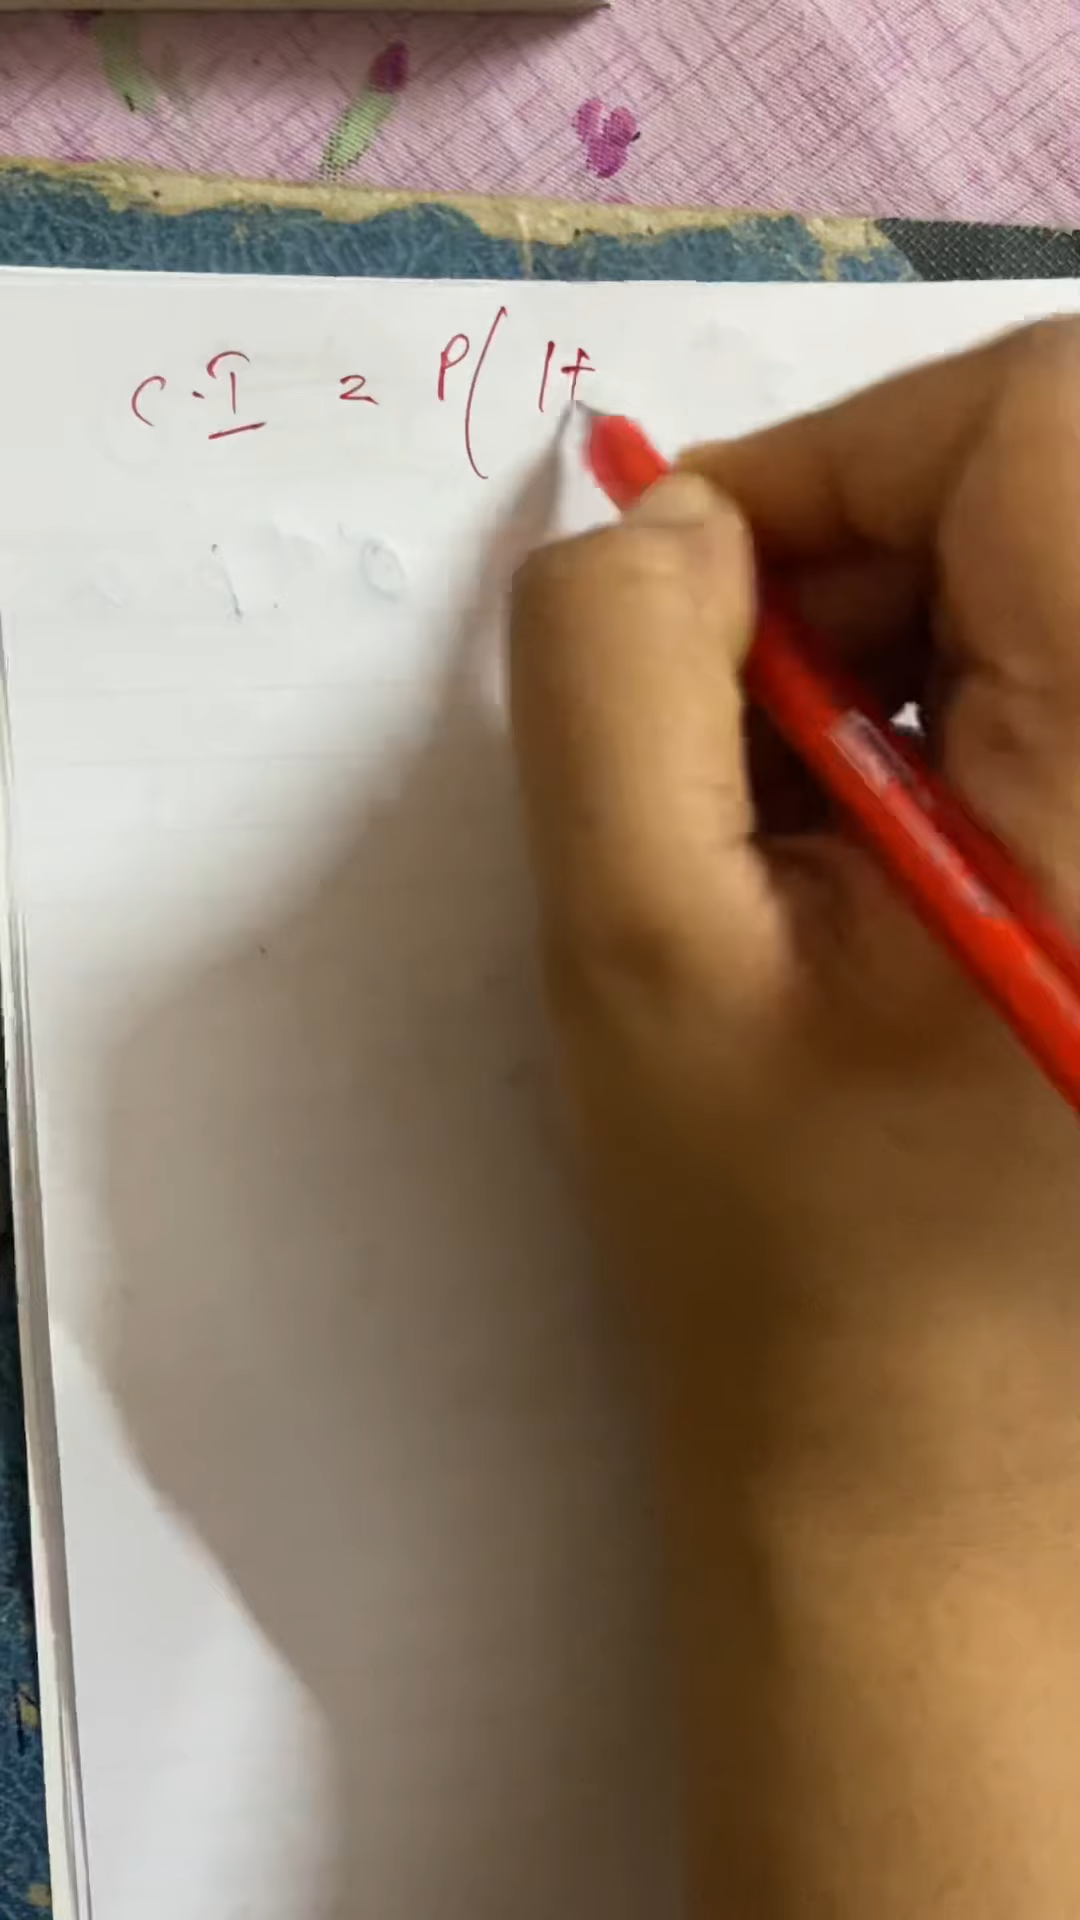 C.I = P( 1+